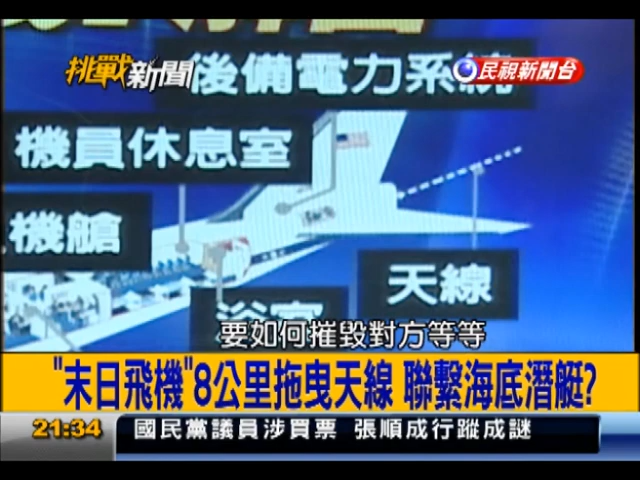 挑戰新聞
民視新聞台
後備電力系統
機員休息室
機艙
天線
浴室
要如何摧毀對方等等
"末日飛機"8公里拖曳天線 聯繫海底潛艇?
21:34
國民黨議員涉買票 張順成行蹤成謎